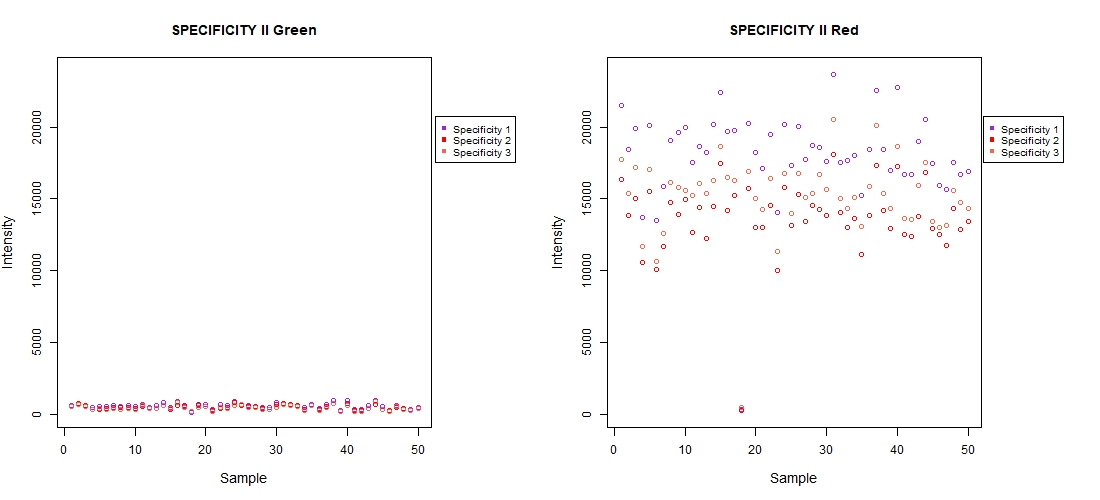 SPECIFICITY II Green
Intensity
20000
15000
10000
5000
0
0 10 20 30 40 50
Sample
Specificity 1
Specificity 2
Specificity 3
SPECIFICITY II Red
Intensity
20000
15000
10000
5000
0
0 10 20 30 40 50
Sample
Specificity 1
Specificity 2
Specificity 3